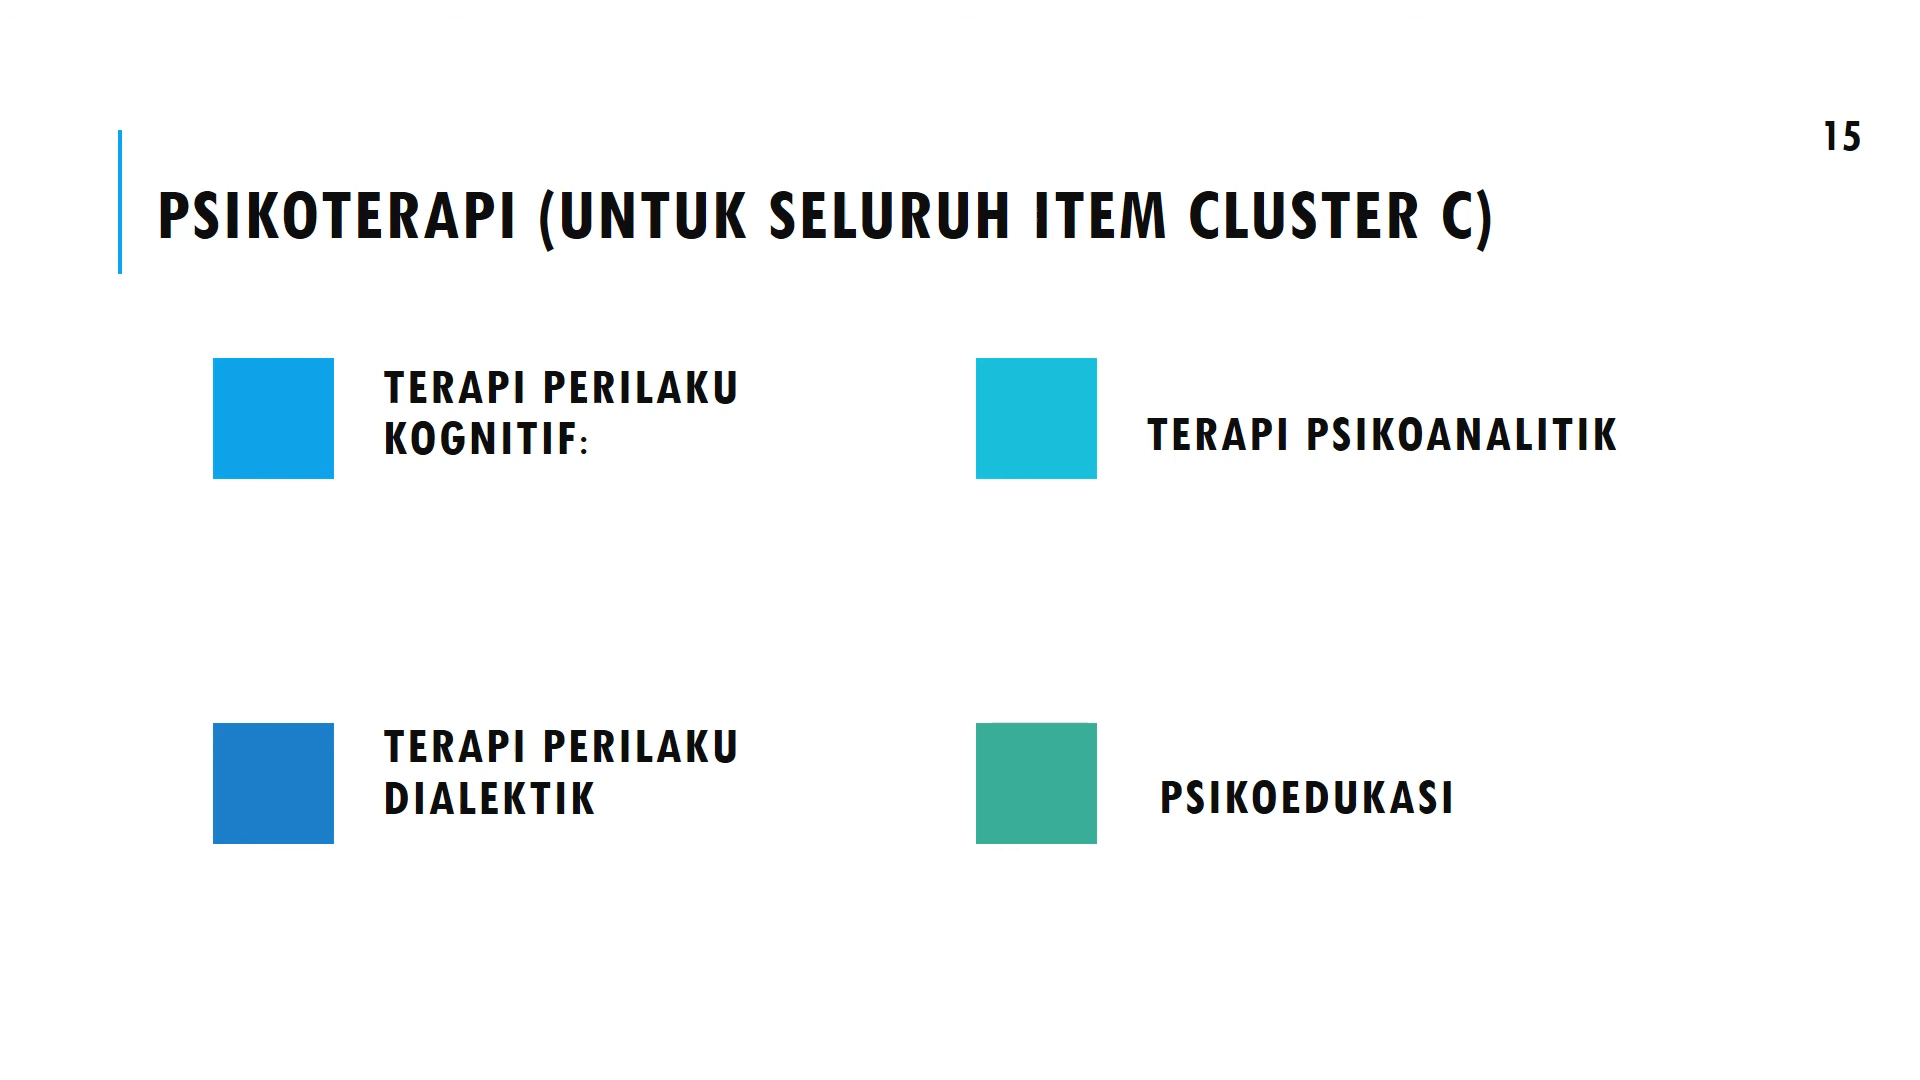 15
PSIKOTERAPI (UNTUK SELURUH ITEM CLUSTER C)
TERAPI PERILAKU
KOGNITIF:
TERAPI PSIKOANALITIK
TERAPI PERILAKU
DIALEKTIK
PSIKOEDUKASI